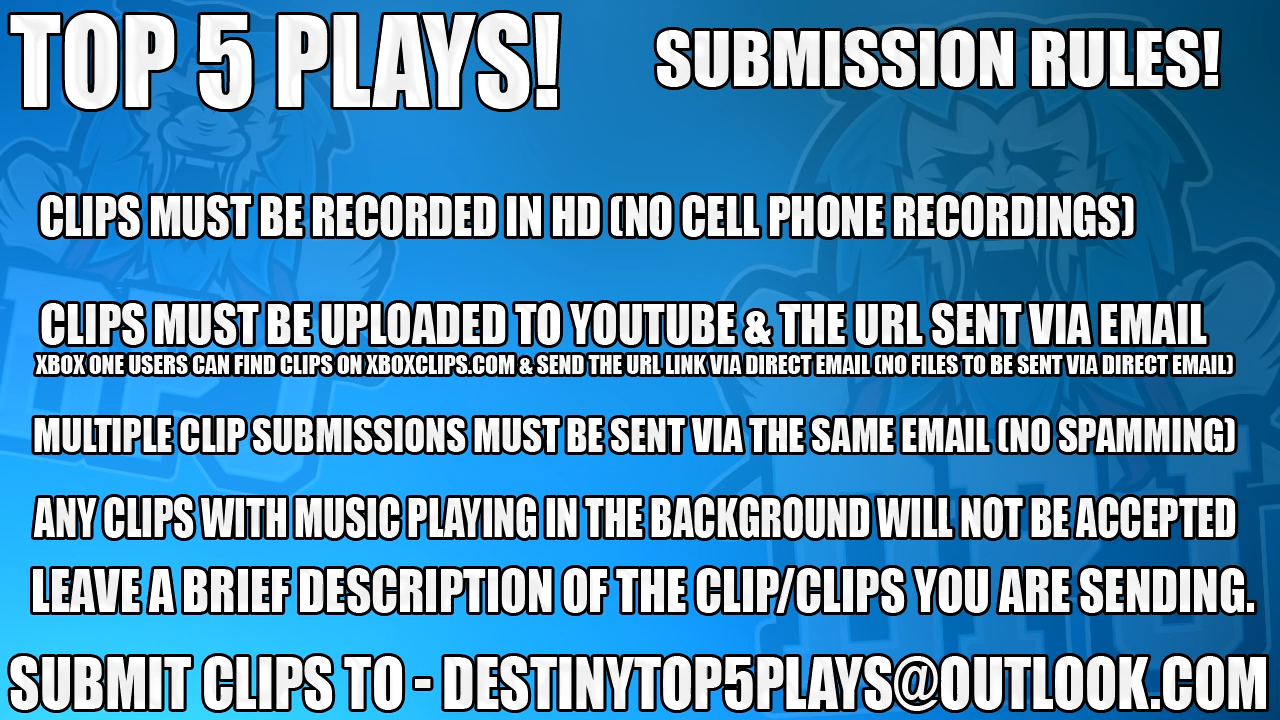 TOP 5 PLAYS!
SUBMISSION RULES!
CLIPS MUST BE RECORDED IN HD (NO CELL PHONE RECORDINGS)
CLIPS MUST BE UPLOADED TO YOUTUBE & THE URL SENT VIA EMAIL
XBOX ONE USERS CAN FIND CLIPS ON XBOXCLIPS.COM & SEND THE URL LINK VIA DIRECT EMAIL (NO FILES TO BE SENT VIA DIRECT EMAIL)
MULTIPLE CLIP SUBMISSIONS MUST BE SENT VIA THE SAME EMAIL (NO SPAMMING)
ANY CLIPS WITH MUSIC PLAYING IN THE BACKGROUND WILL NOT BE ACCEPTED
LEAVE A BRIEF DESCRIPTION OF THE CLIP/CLIPS YOU ARE SENDING.
SUBMIT CLIPS TO - DESTINYTOP5PLAYS@OUTLOOK.COM